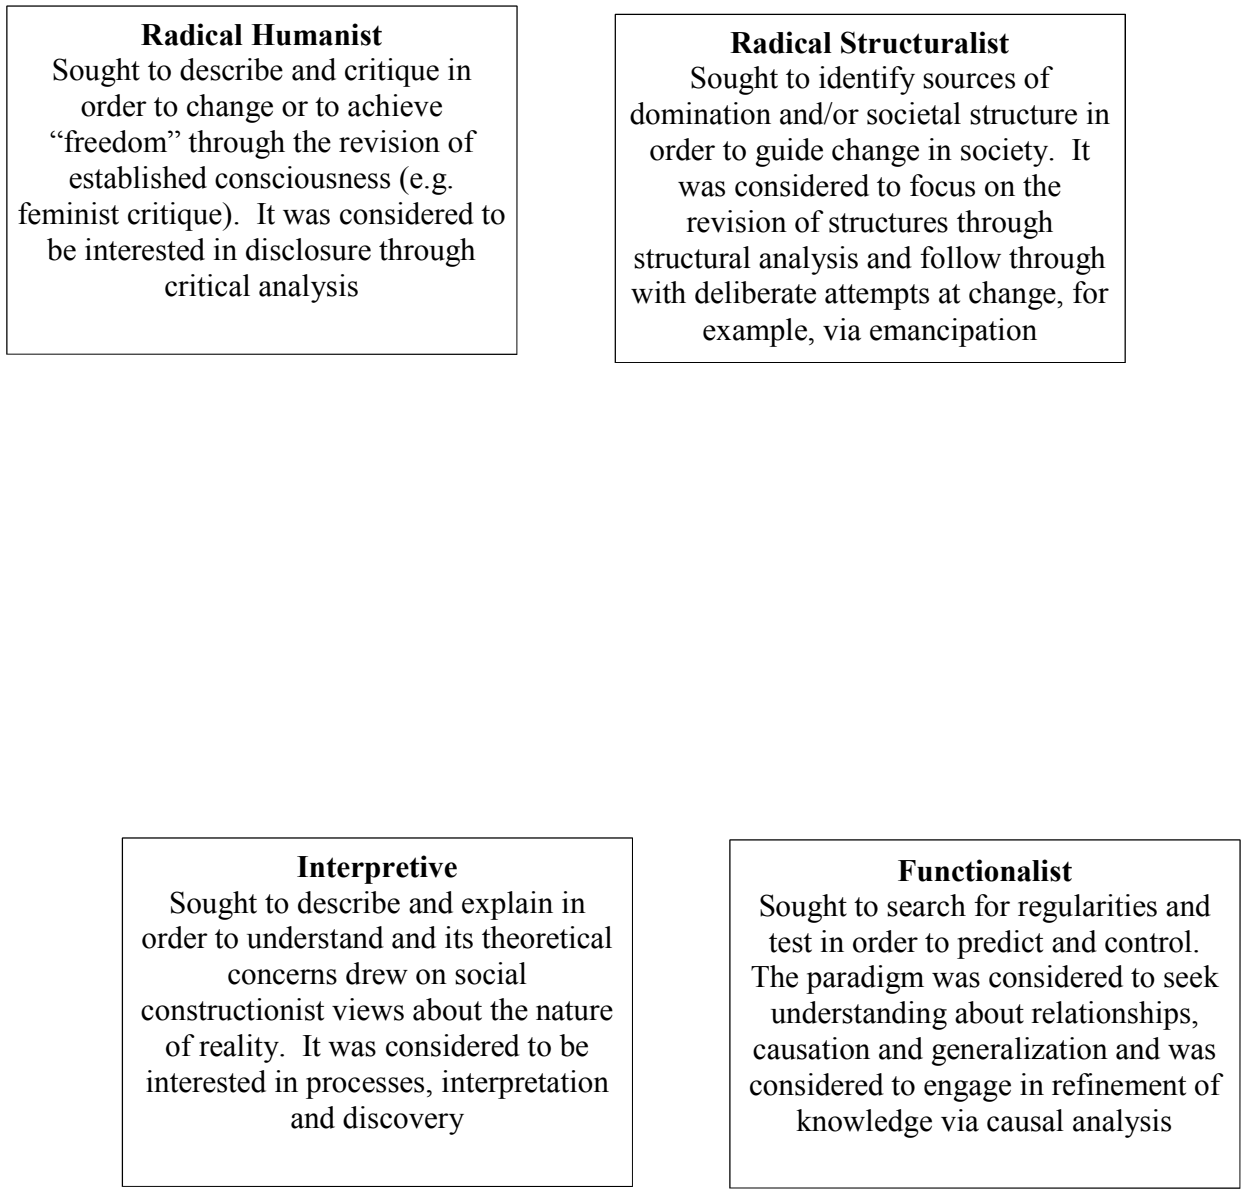 Radical Humanist
Sought to describe and critique in
order to change or to achieve
“freedom” through the revision of
established consciousness (e.g.
feminist critique).  It was considered to
be interested in disclosure through
critical analysis
Radical Structuralist
Sought to identify sources of
domination and/or societal structure in
order to guide change in society.  It
was considered to focus on the
revision of structures through
structural analysis and follow through
with deliberate attempts at change, for
example, via emancipation
Interpretive
Sought to describe and explain in
order to understand and its theoretical
concerns drew on social
constructionist views about the nature
of reality.  It was considered to be
interested in processes, interpretation
and discovery
Functionalist
Sought to search for regularities and
test in order to predict and control.
The paradigm was considered to seek
understanding about relationships,
causation and generalization and was
considered to engage in refinement of
knowledge via causal analysis